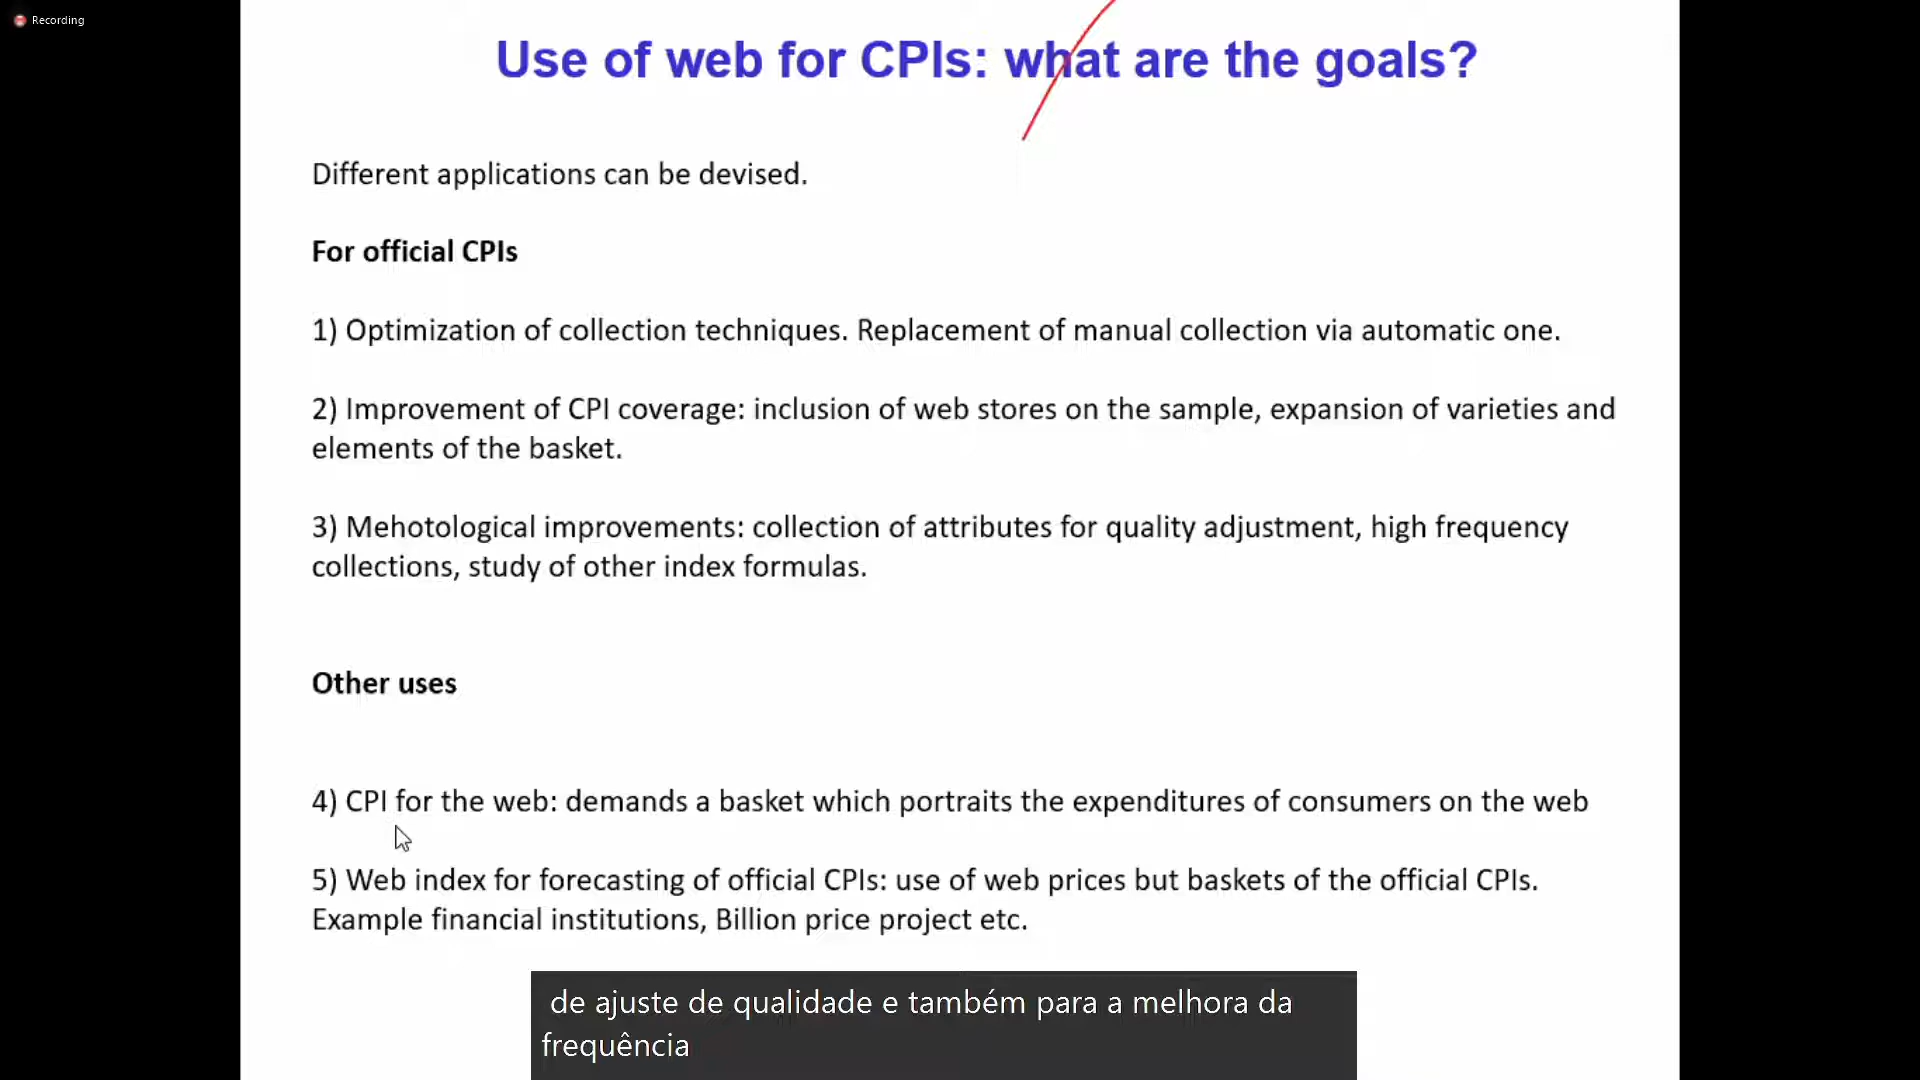 Recording
Use of web for CPIs: what are the goals?
Different applications can be devised.
For official CPIs
1) Optimization of collection techniques. Replacement of manual collection via automatic one.
2) Improvement of CPI coverage: inclusion of web stores on the sample, expansion of varieties and
elements of the basket.
3) Mehotological improvements: collection of attributes for quality adjustment, high frequency
collections, study of other index formulas.
Other uses
4) CPI for the web: demands a basket which portraits the expenditures of consumers on the web
5) Web index for forecasting of official CPIs: use of web prices but baskets of the official CPIs.
Example financial institutions, Billion price project etc.
de ajuste de qualidade e também para a melhora da
frequência